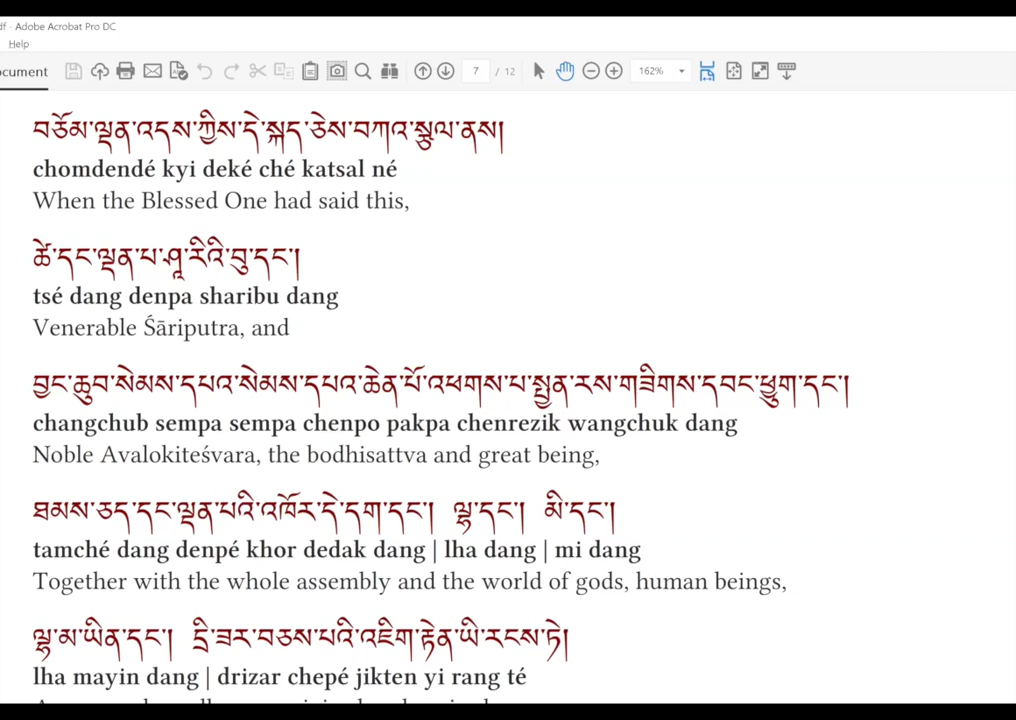 df - Adobe Acrobat Pro DC
Help
ocument 7 / 12 162%
བཅོམ་ལྡན་འདས་ཀྱིས་དེ་སྐད་ཅེས་བཀའ་སྩལ་ནས།
chomdendé kyi deké ché katsal né
When the Blessed One had said this,
ཚེ་དང་ལྡན་པ་ཤཱ་རིའི་བུ་དང་།
tsé dang denpa sharibu dang
Venerable Śāriputra, and
བྱང་ཆུབ་སེམས་དཔའ་སེམས་དཔའ་ཆེན་པོ་འཕགས་པ་སྤྱན་རས་གཟིགས་དབང་ཕྱུག་དང་།
changchub sempa sempa chenpo pakpa chenrezik wangchuk dang
Noble Avalokiteśvara, the bodhisattva and great being,
ཐམས་ཅད་དང་ལྡན་པའི་འཁོར་དེ་དག་དང་། ལྷ་དང་། མི་དང་།
tamché dang denpé khor dedak dang | lha dang | mi dang
Together with the whole assembly and the world of gods, human beings,
ལྷ་མ་ཡིན་དང་། དྲི་ཟར་བཅས་པའི་འཇིག་རྟེན་ཡི་རངས་ཏེ།
lha mayin dang | drizar chepé jikten yi rang té